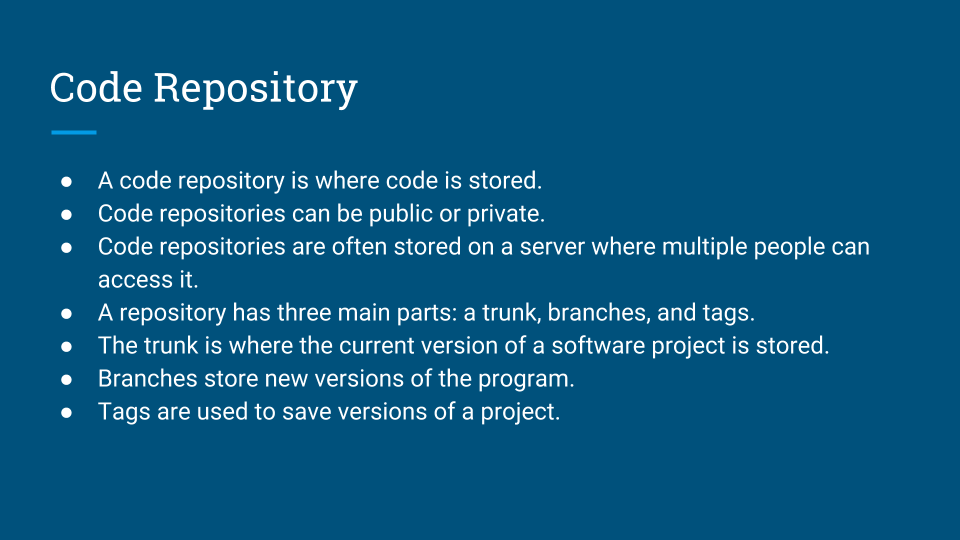 Code Repository
● A code repository is where code is stored.
● Code repositories can be public or private.
● Code repositories are often stored on a server where multiple people can
access it.
● A repository has three main parts: a trunk, branches, and tags.
● The trunk is where the current version of a software project is stored.
● Branches store new versions of the program.
● Tags are used to save versions of a project.